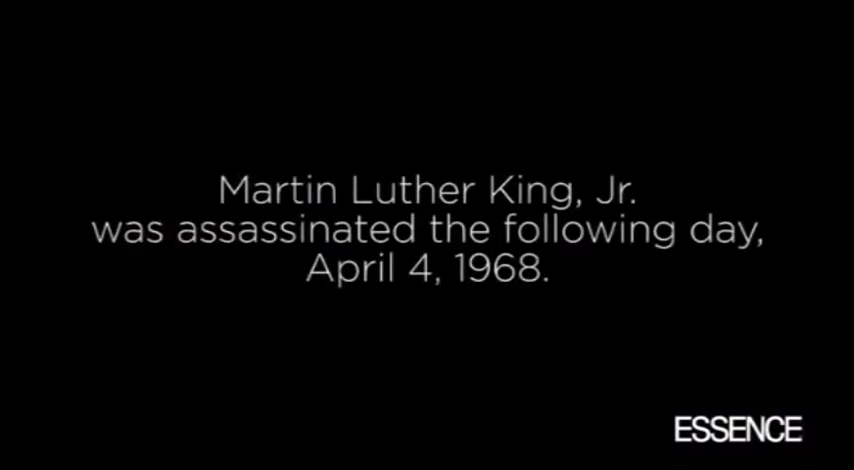 Martin Luther King, Jr.
was assassinated the following day,
April 4, 1968.
ESSENCE